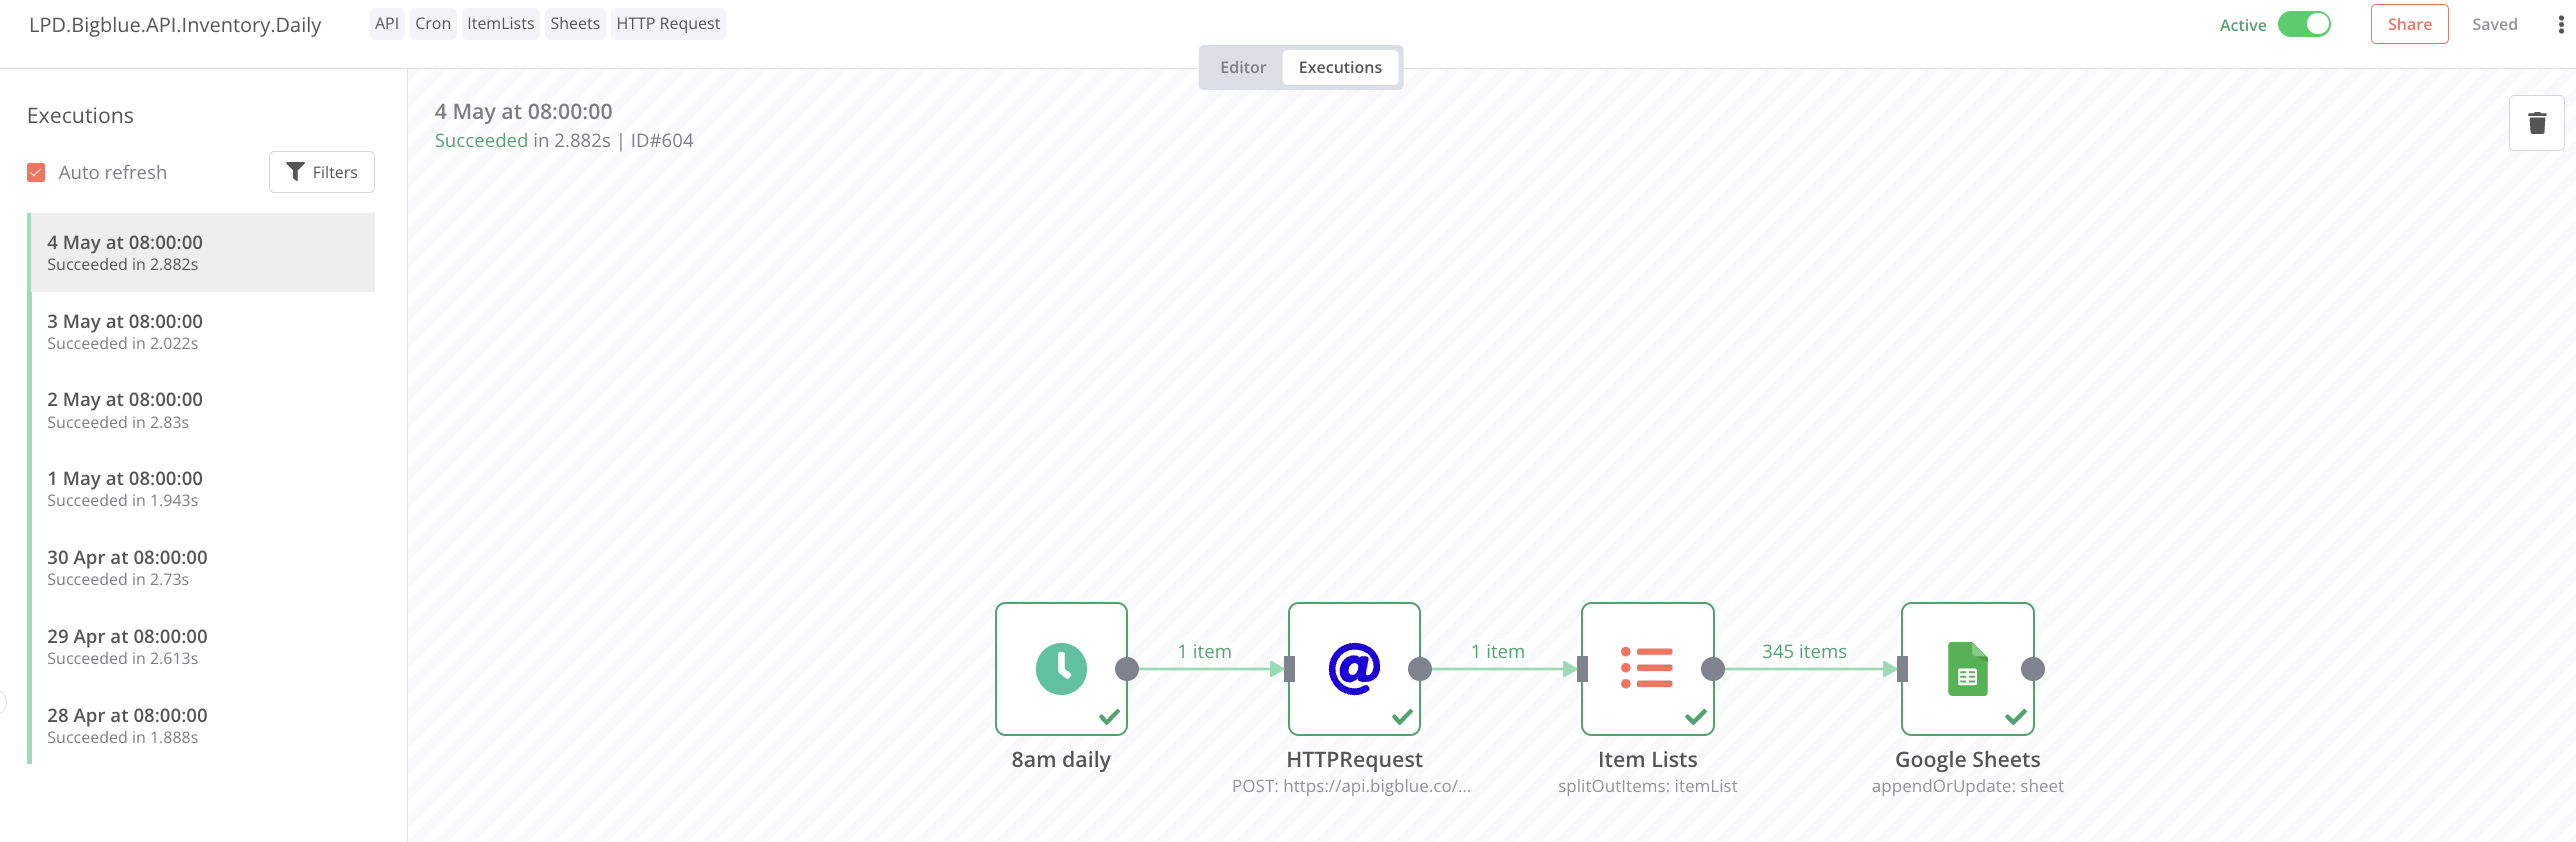 LPD.Bigblue.API.Inventory.Daily API Cron ItemLists Sheets HTTP Request Active Share Saved
Editor Executions
Executions
Auto refresh Filters
4 May at 08:00:00
Succeeded in 2.882s
3 May at 08:00:00
Succeeded in 2.022s
2 May at 08:00:00
Succeeded in 2.83s
1 May at 08:00:00
Succeeded in 1.943s
30 Apr at 08:00:00
Succeeded in 2.73s
29 Apr at 08:00:00
Succeeded in 2.613s
28 Apr at 08:00:00
Succeeded in 1.888s
4 May at 08:00:00
Succeeded in 2.882s | ID#604
1 item 1 item 345 items
@
8am daily HTTPRequest Item Lists Google Sheets
POST: https://api.bigblue.co/... splitOutItems: itemList appendOrUpdate: sheet